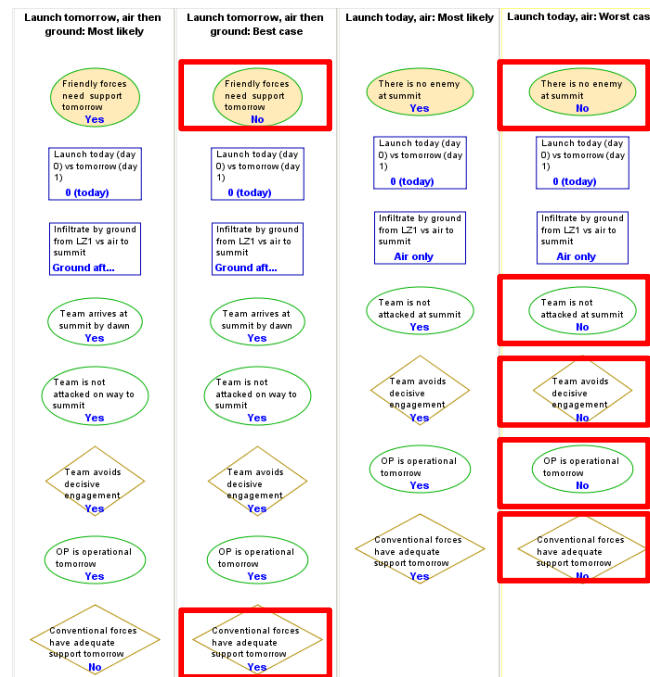 Launch tomorrow, air then
ground: Most likely
Friendly forces
need support
tomorrow
Yes
Launch today (day
0) vs tomorrow (day
1)
0 (today)
Infiltrate by ground
from LZ1 vs air to
summit
Ground aft...
Team arrives at
summit by dawn
Yes
Team is not
attacked on way to
summit
Yes
Team avoids
decisive
engagement
Yes
OP is operational
tomorrow
Yes
Conventional forces
have adequate
support tomorrow
No
Launch tomorrow, air then
ground: Best case
Friendly forces
need support
tomorrow
No
Launch today (day
0) vs tomorrow (day
1)
0 (today)
Infiltrate by ground
from LZ1 vs air to
summit
Ground aft...
Team arrives at
summit by dawn
Yes
Team is not
attacked on way to
summit
Yes
Team avoids
decisive
engagement
Yes
OP is operational
tomorrow
Yes
Conventional forces
have adequate
support tomorrow
Yes
Launch today, air: Most likely
There is no enemy
at summit
Yes
Launch today (day
0) vs tomorrow (day
1)
0 (today)
Infiltrate by ground
from LZ1 vs air to
summit
Air only
Team is not
attacked at summit
Yes
Team avoids
decisive
engagement
Yes
OP is operational
tomorrow
Yes
Conventional forces
have adequate
support tomorrow
Yes
Launch today, air: Worst cas
There is no enemy
at summit
No
Launch today (day
0) vs tomorrow (day
1)
0 (today)
Infiltrate by ground
from LZ1 vs air to
summit
Air only
Team is not
attacked at summit
No
Team avoids
decisive
engagement
No
OP is operational
tomorrow
No
Conventional forces
have adequate
support tomorrow
No